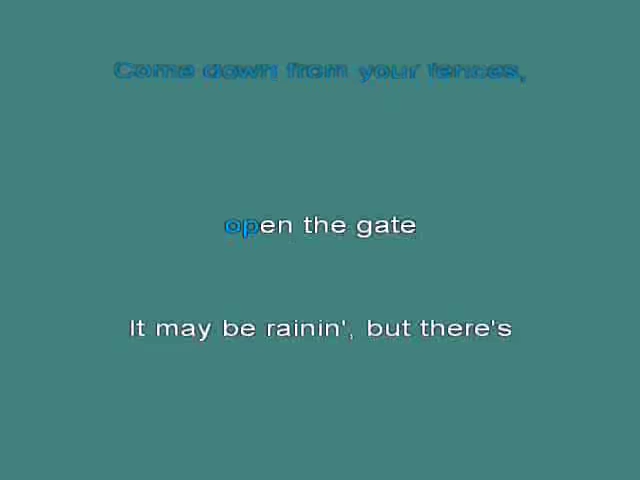 Come down from your fences,
open the gate
It may be rainin', but there's